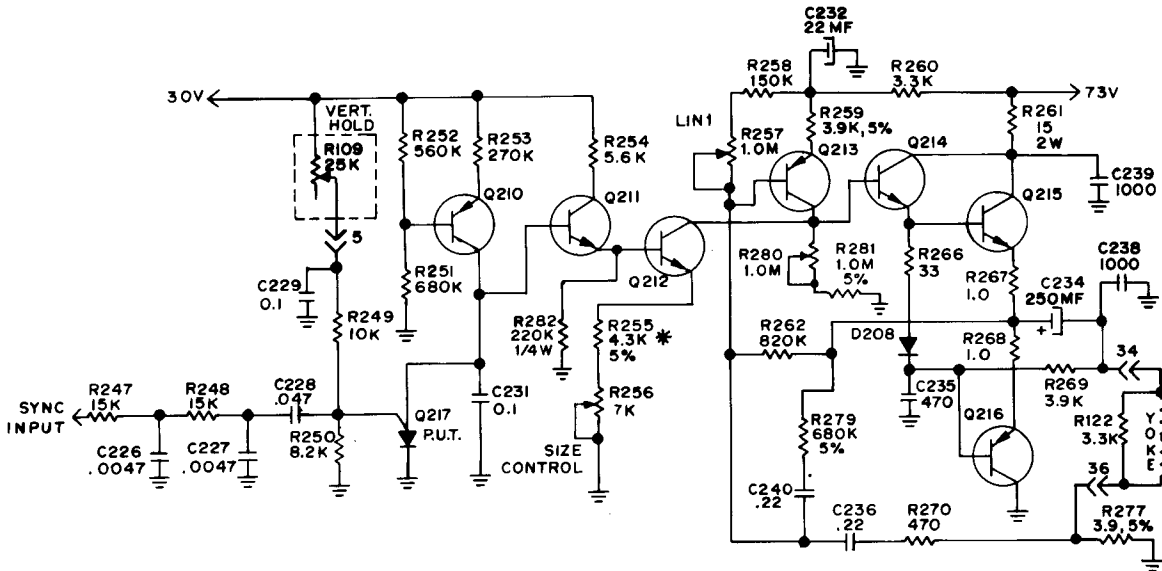 C232
22 MF
R258
150K
R260
3.3K
30V
73V
VERT.
HOLD
R109
25K
R252
560K
R253
270K
R254
5.6K
LIN1
R257
1.0M
R259
3.9K, 5%
R261
15
2W
Q210
Q211
Q213
Q214
Q215
C239
1000
5
C229
0.1
R251
680K
Q212
R280
1.0M
R281
1.0M
5%
R266
33
R267
1.0
C238
1000
C234
250MF
+
R249
10K
R282
220K
1/4W
R255
4.3K *
5%
R262
820K
D208
R268
1.0
34
R247
15K
R248
15K
C228
.047
C231
0.1
R256
7K
C235
470
R269
3.9K
SYNC
INPUT
Q217
P.U.T.
Q216
R122
3.3K
YOKE
C226
.0047
C227
.0047
R250
8.2K
SIZE
CONTROL
R279
680K
5%
36
C240
.22
C236
.22
R270
470
R277
3.9, 5%